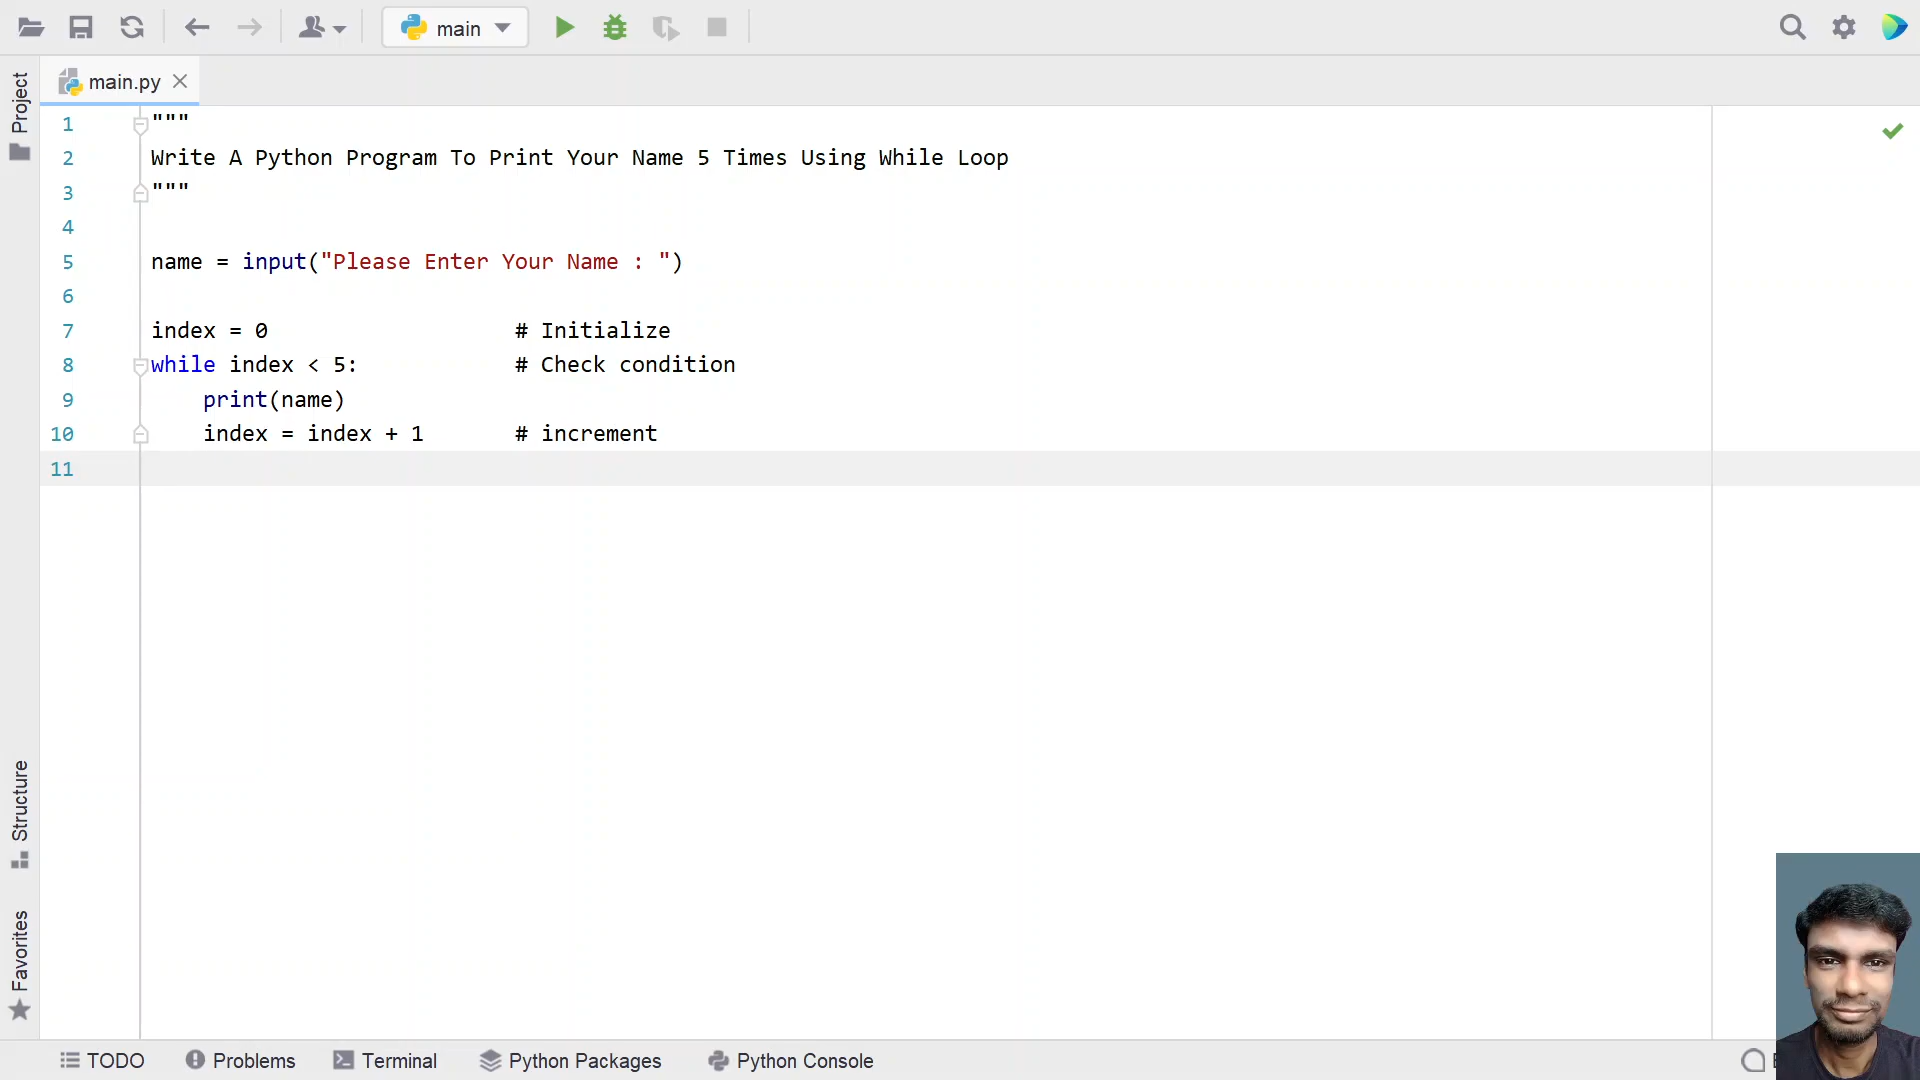 main
Project
main.py
1 """
2 Write A Python Program To Print Your Name 5 Times Using While Loop
3 """
4
5 name = input("Please Enter Your Name : ")
6
7 index = 0                   # Initialize
8 while index < 5:            # Check condition
9     print(name)
10     index = index + 1       # increment
11
Structure
Favorites
TODO Problems Terminal Python Packages Python Console